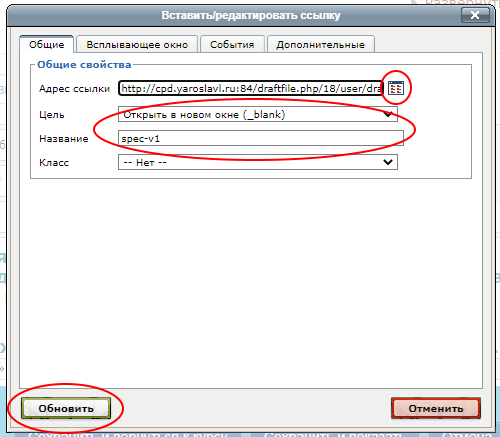 Развернуть
Вставить/редактировать ссылку
Общие Всплывающее окно События Дополнительные
Общие свойства
Адрес ссылки http://cpd.yaroslavl.ru:84/draftfile.php/18/user/dra
Цель Открыть в новом окне (_blank)
Название spec-v1
Класс -- Нет --
Обновить Отменить